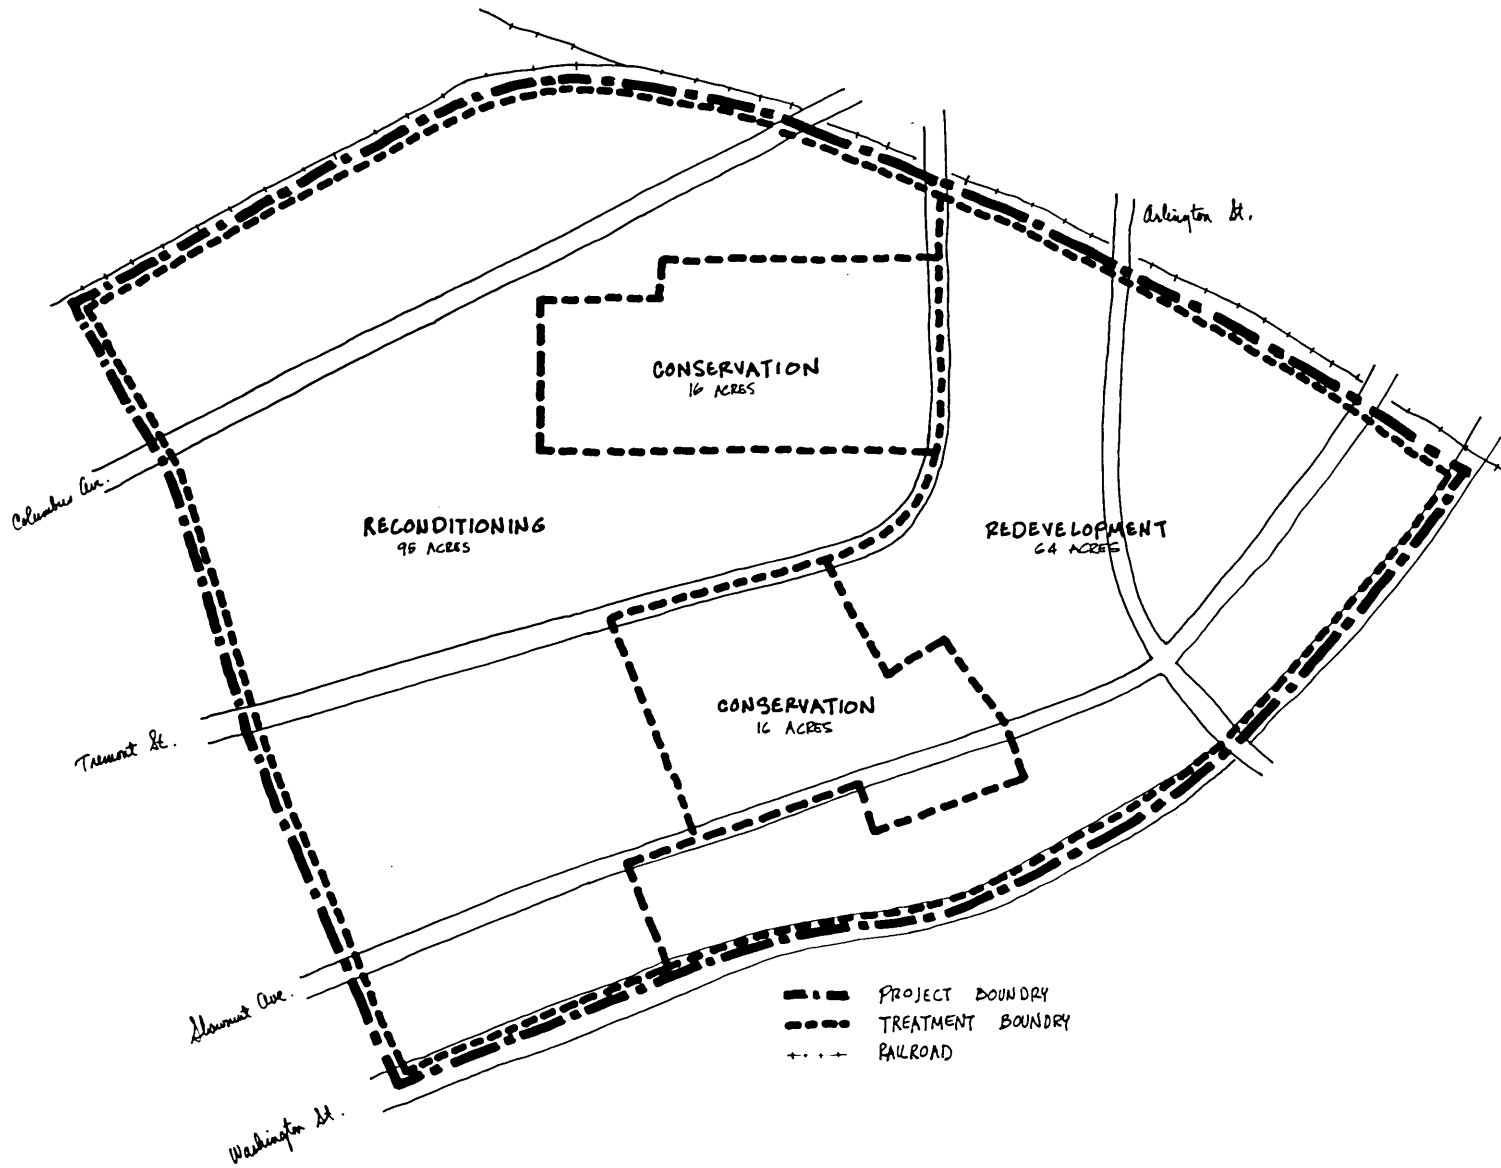 Arlington St.
CONSERVATION
16 ACRES
Columbus Ave.
RECONDITIONING
95 ACRES
REDEVELOPMENT
64 ACRES
CONSERVATION
16 ACRES
Tremont St.
Shawmut Ave.
PROJECT BOUNDRY
TREATMENT BOUNDRY
RAILROAD
Washington St.